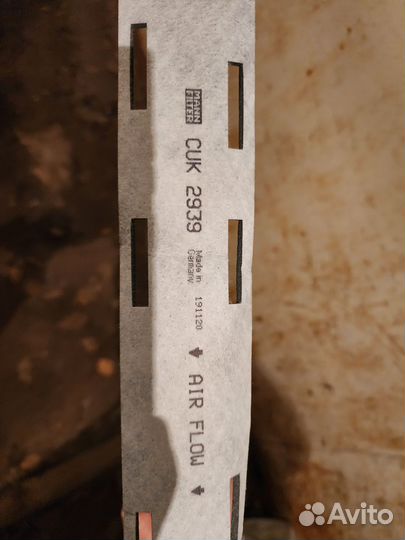 MANN
FILTER
CUK 2939
Made in
Germany
191120
AIR FLOW
Avito